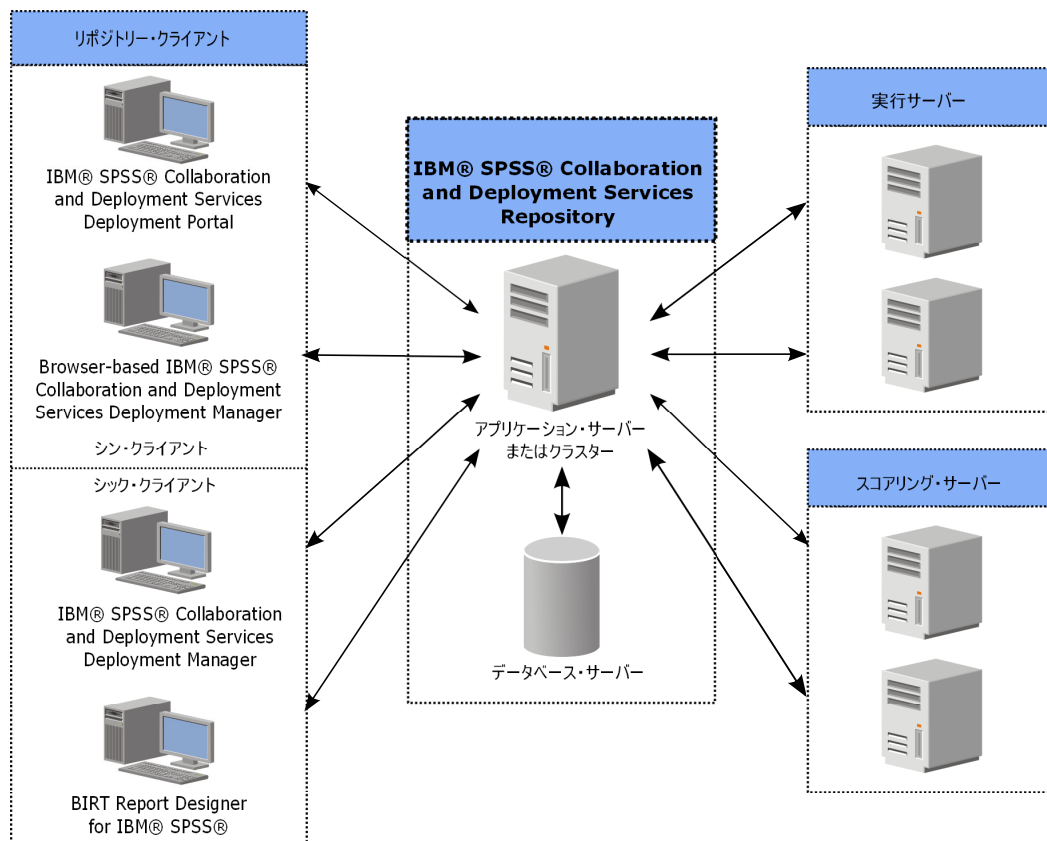 リポジトリー・クライアント
IBM® SPSS® Collaboration
and Deployment Services
Deployment Portal
Browser-based IBM® SPSS®
Collaboration and Deployment
Services Deployment Manager
シン・クライアント
シック・クライアント
IBM® SPSS® Collaboration
and Deployment Services
Deployment Manager
BIRT Report Designer
for IBM® SPSS®
IBM® SPSS® Collaboration
and Deployment Services
Repository
アプリケーション・サーバー
またはクラスター
データベース・サーバー
実行サーバー
スコアリング・サーバー